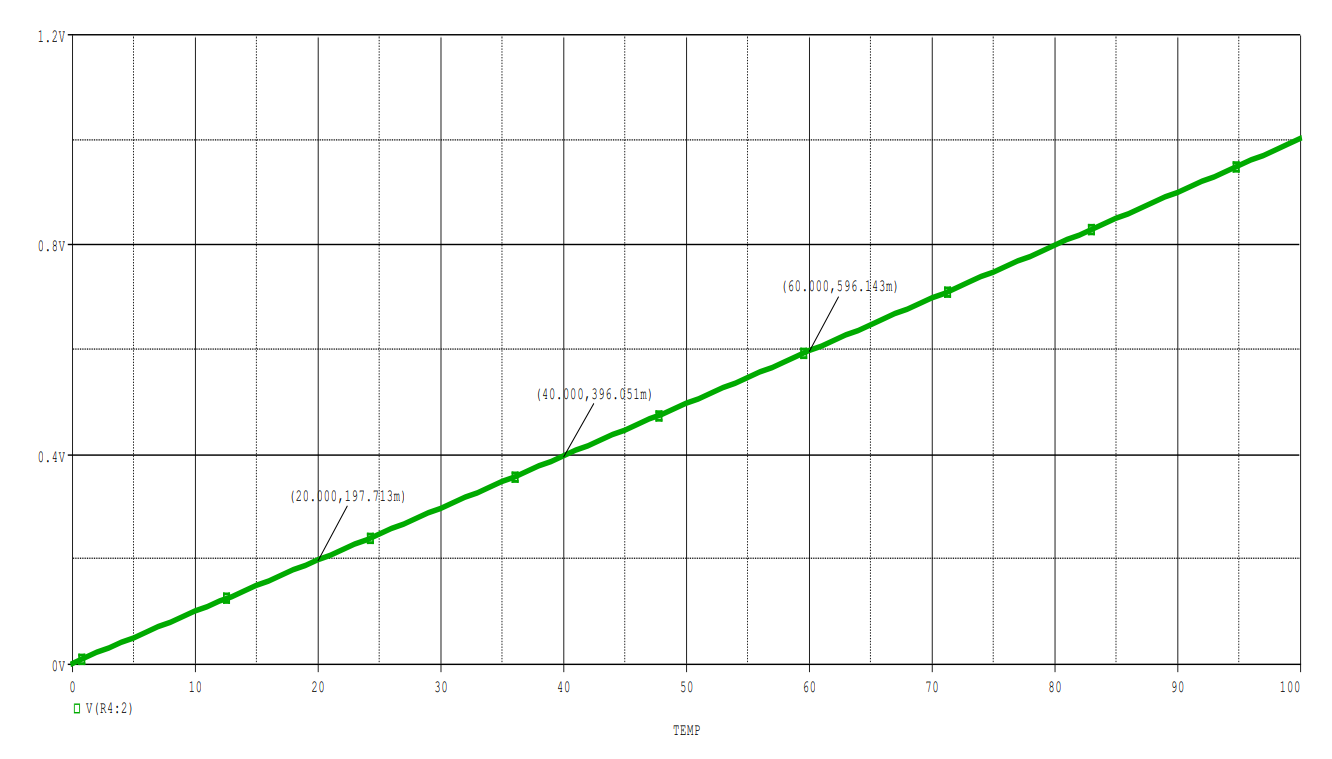 1.2V
0.8V
(60.000,596.143m)
(40.000,396.051m)
0.4V
(20.000,197.713m)
0V
0 10 20 30 40 50 60 70 80 90 100
V(R4:2)
TEMP